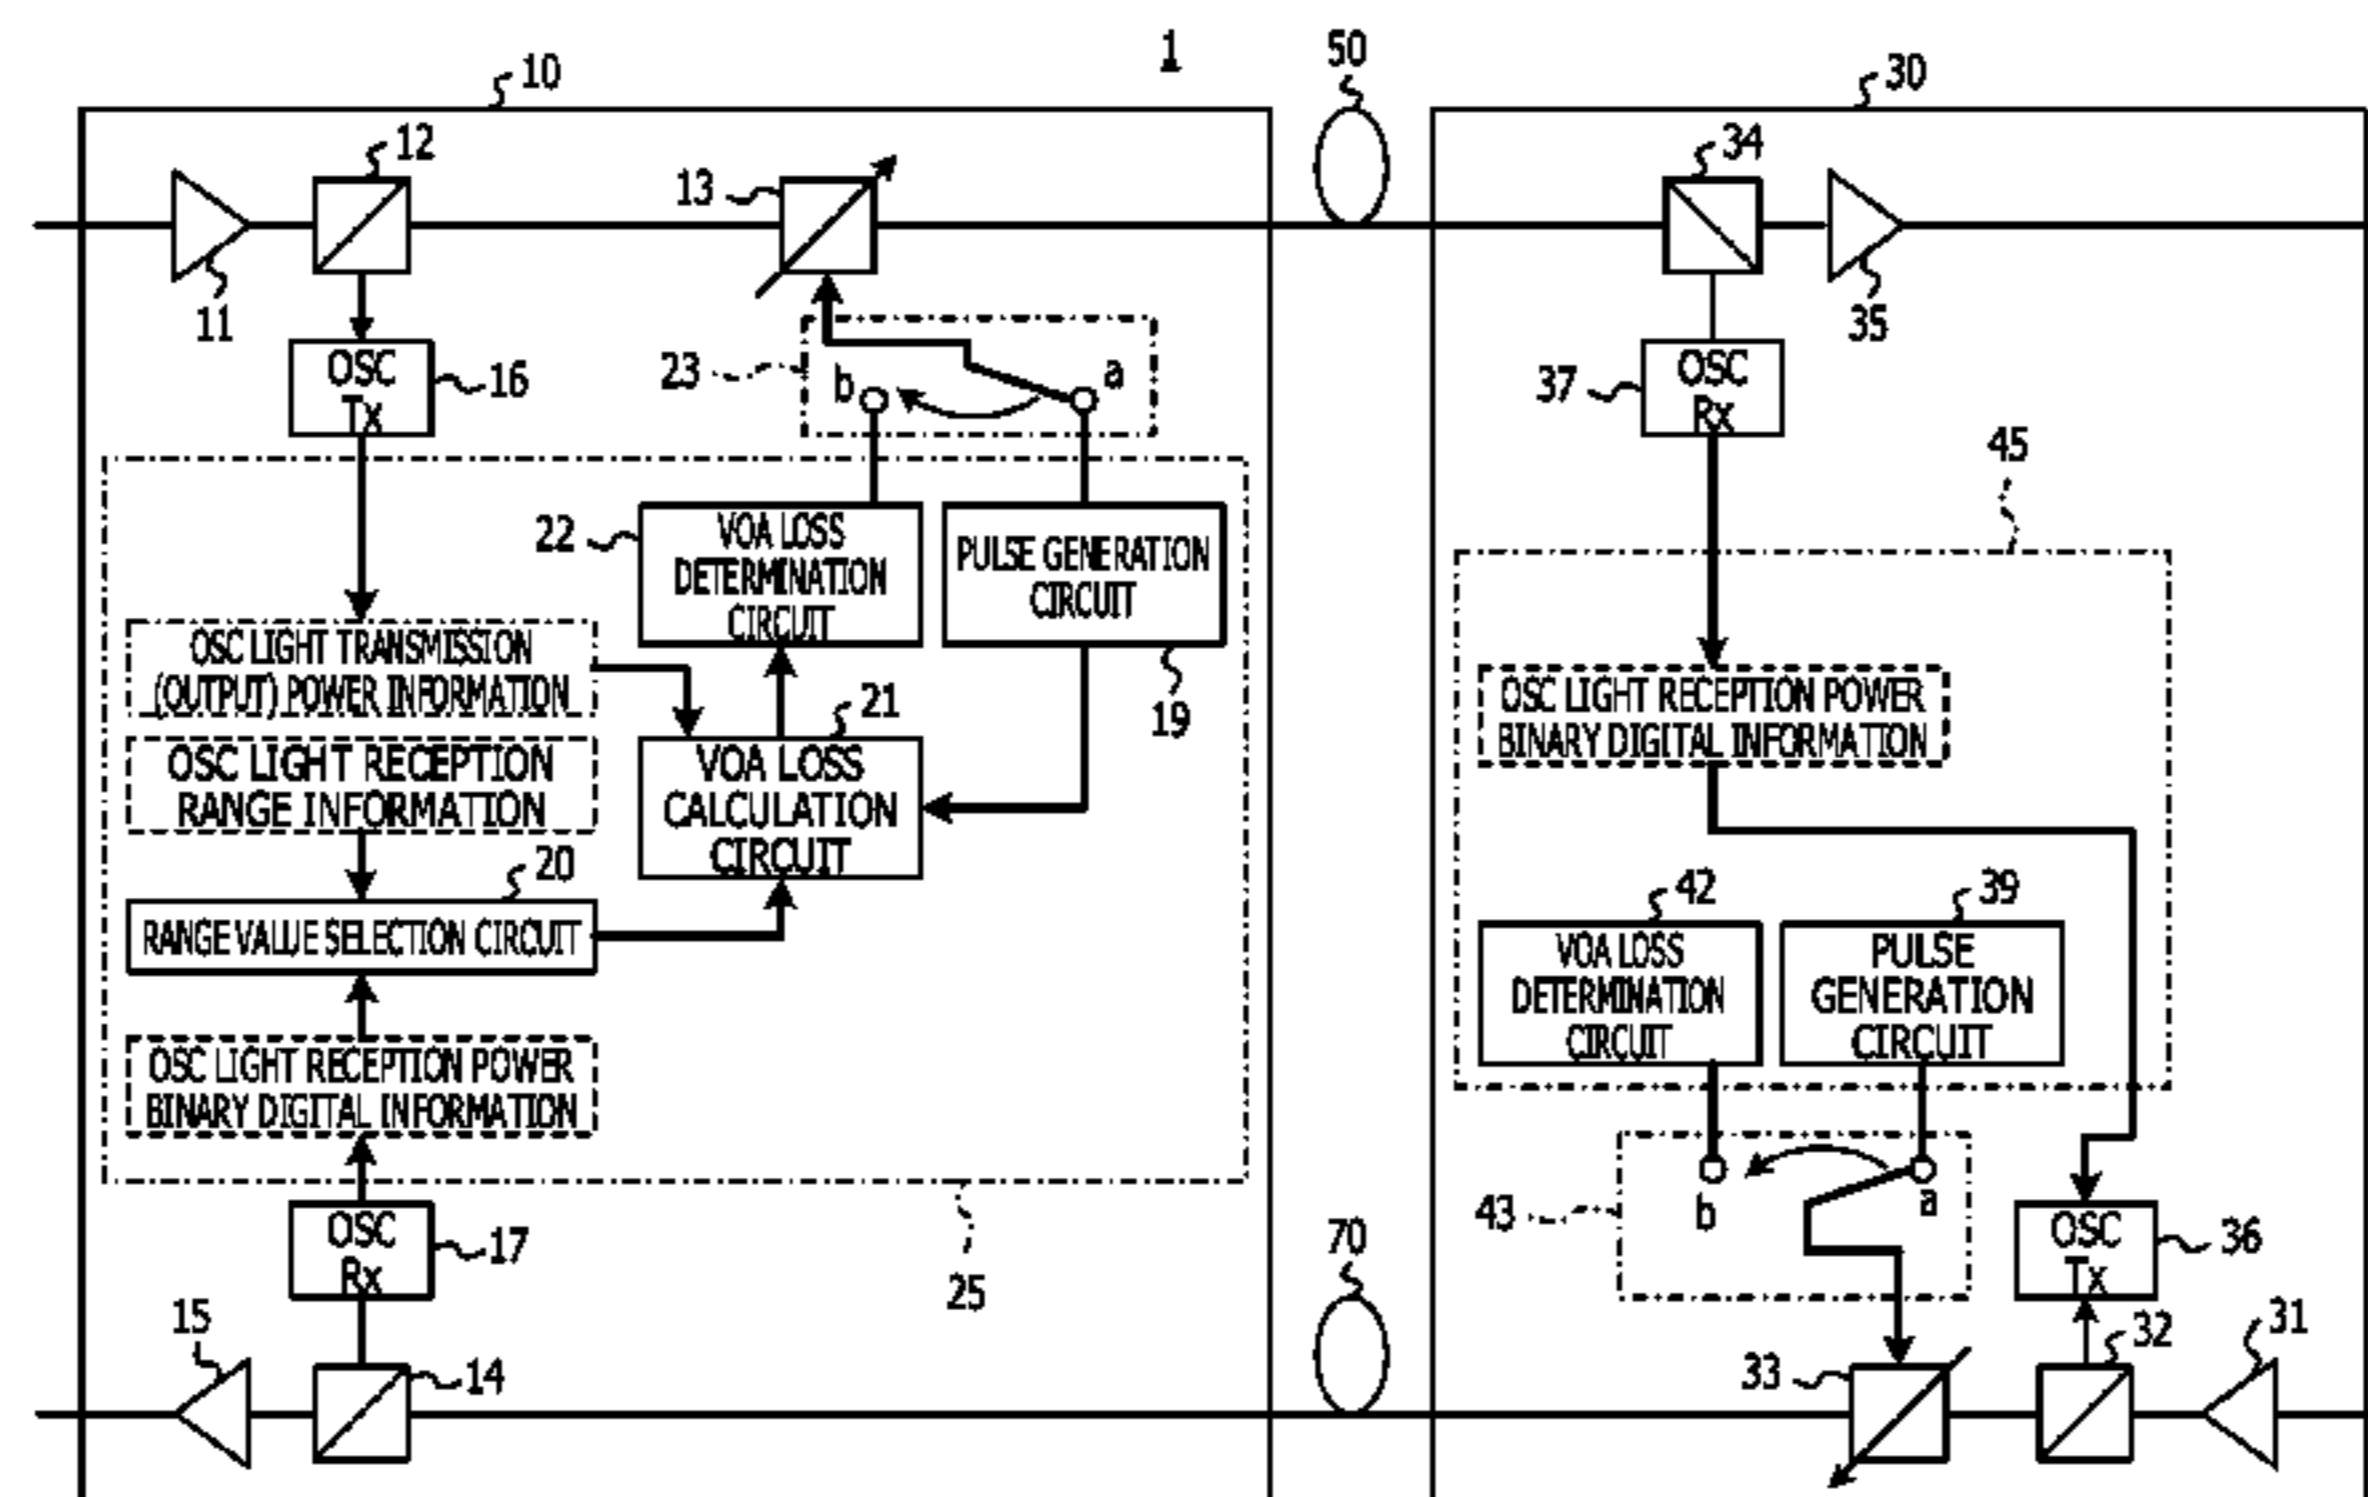 1
50
10
30
12
34
13
11
35
OSC
Tx
16
23
b
a
37
OSC
Rx
45
22
VOA LOSS
DETERMINATION
CIRCUIT
PULSE GENERATION
CIRCUIT
OSC LIGHT TRANSMISSION
(OUTPUT) POWER INFORMATION
21
19
OSC LIGHT RECEPTION POWER
BINARY DIGITAL INFORMATION
OSC LIGHT RECEPTION
RANGE INFORMATION
VOA LOSS
CALCULATION
CIRCUIT
20
RANGE VALUE SELECTION CIRCUIT
42
39
VOA LOSS
DETERMINATION
CIRCUIT
PULSE
GENERATION
CIRCUIT
OSC LIGHT RECEPTION POWER
BINARY DIGITAL INFORMATION
b
a
43
OSC
Rx
17
25
70
OSC
Tx
36
15
14
33
32
31